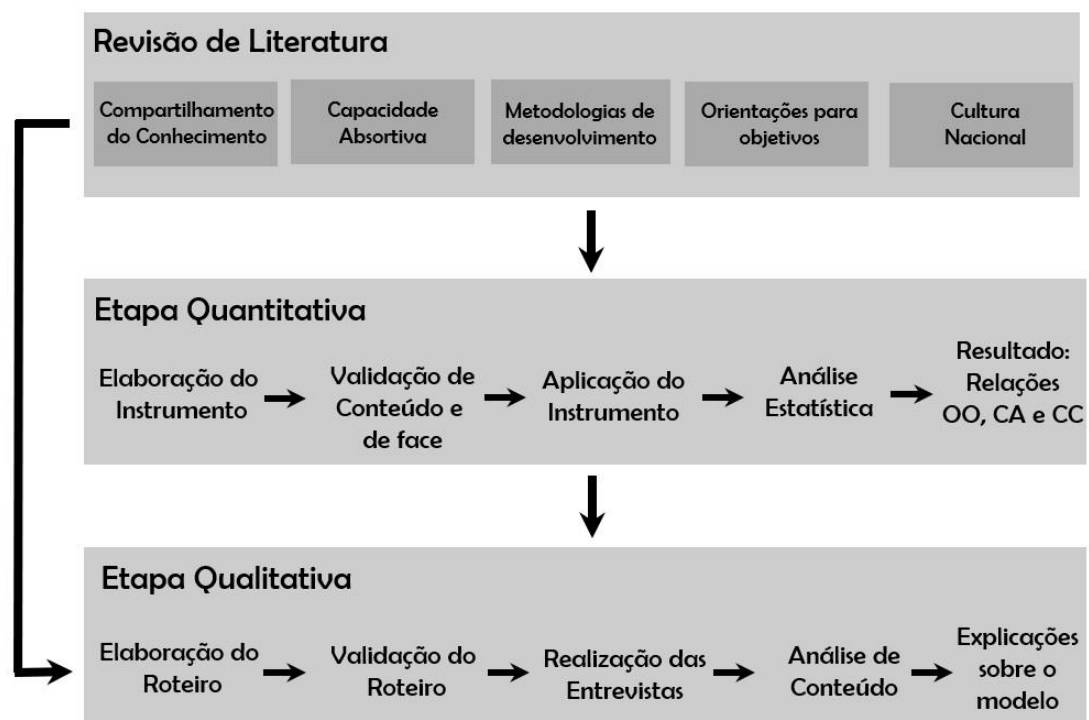 Revisão de Literatura
Compartilhamento
do Conhecimento
Capacidade
Absortiva
Metodologias de
desenvolvimento
Orientações para
objetivos
Cultura
Nacional
Etapa Quantitativa
Elaboração do
Instrumento
Validação de
Conteúdo e
de face
Aplicação do
Instrumento
Análise
Estatística
Resultado:
Relações
OO, CA e CC
Etapa Qualitativa
Elaboração do
Roteiro
Validação do
Roteiro
Realização das
Entrevistas
Análise de
Conteúdo
Explicações
sobre o
modelo